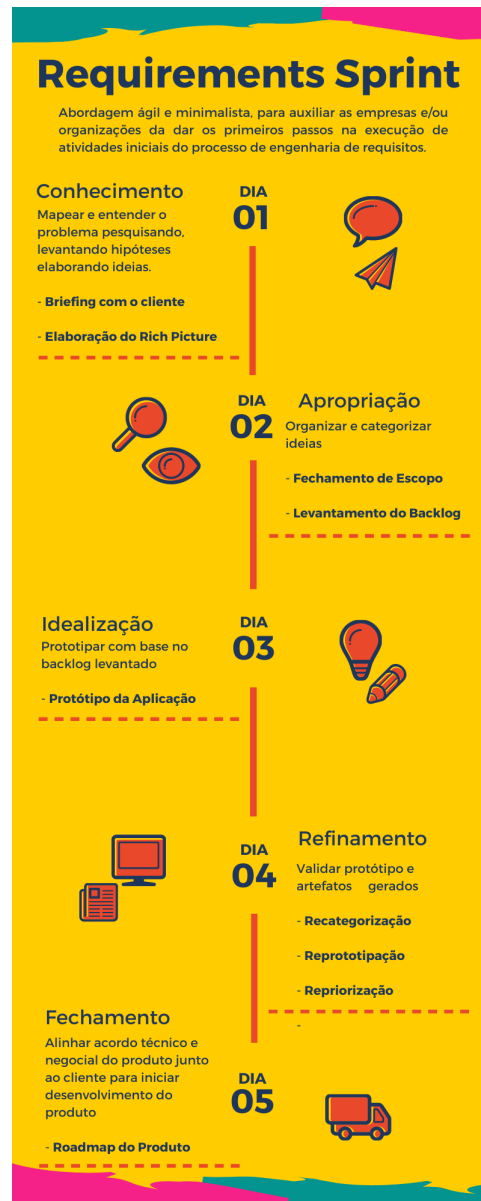 Requirements Sprint
Abordagem ágil e minimalista, para auxiliar as empresas e/ou
organizações da dar os primeiros passos na execução de
atividades iniciais do processo de engenharia de requisitos.
Conhecimento
Mapear e entender o
problema pesquisando,
levantando hipóteses
elaborando ideias.
- Briefing com o cliente
- Elaboração do Rich Picture
DIA
01
DIA
02
Apropriação
Organizar e categorizar
ideias
- Fechamento de Escopo
- Levantamento do Backlog
Idealização
Prototipar com base no
backlog levantado
- Protótipo da Aplicação
DIA
03
DIA
04
Refinamento
Validar protótipo e
artefatos gerados
- Recategorização
- Reprototipação
- Repriorização
-
Fechamento
Alinhar acordo técnico e
negocial do produto junto
ao cliente para iniciar
desenvolvimento do
produto
- Roadmap do Produto
DIA
05